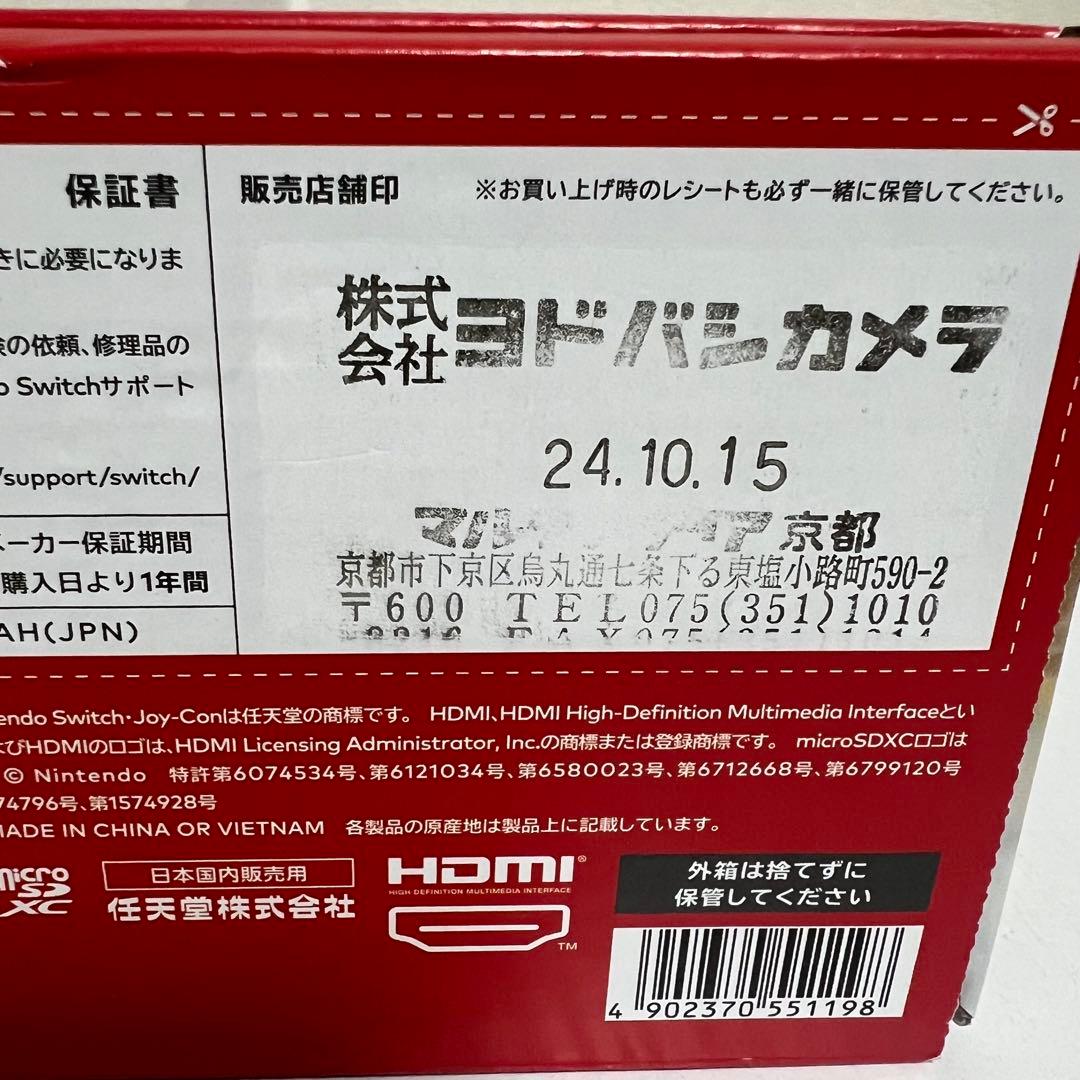 保証書
きに必要になりま
の依頼、修理品の
o Switchサポート
/support/switch/
ーカー保証期間
購入日より1年間
AH(JPN)
販売店舗印
※お買い上げ時のレシートも必ず一緒に保管してください。
株式会社ヨドバシカメラ
24.10.15
京都
京都市下京区烏丸通七条下る東塩小路町590-2
〒600 TEL075(351)1010
endo Switch・Joy-Conは任天堂の商標です。 HDMI、HDMI High-Definition Multimedia Interfaceとい
よびHDMIのロゴは、HDMI Licensing Administrator, Inc.の商標または登録商標です。 microSDXCロゴは
© Nintendo 特許第6074534号、第6121034号、第6580023号、第6712668号、第6799120号
74796号、第1574928号
MADE IN CHINA OR VIETNAM 各製品の原産地は製品上に記載しています。
micro
SD
XC
日本国内販売用
任天堂株式会社
HDMI®
HIGH-DEFINITION MULTIMEDIA INTERFACE
TM
外箱は捨てずに
保管してください
4 902370 551198